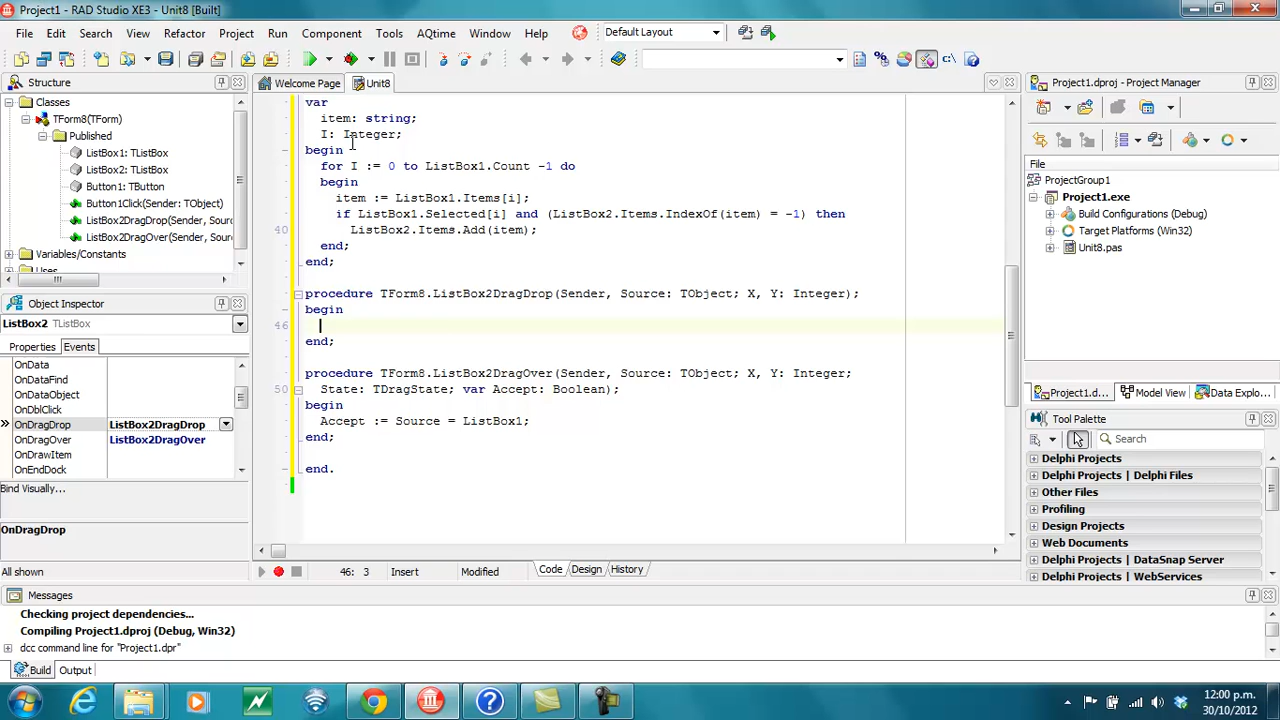 Project1 - RAD Studio XE3 - Unit8 [Built]
File Edit Search View Refactor Project Run Component Tools AQtime Window Help Default Layout
Structure
Classes
TForm8(TForm)
Published
ListBox1: TListBox
ListBox2: TListBox
Button1: TButton
Button1Click(Sender: TObject)
ListBox2DragDrop(Sender, Sour
ListBox2DragOver(Sender, Sour
Variables/Constants
Uses
Object Inspector
ListBox2 TListBox
Properties Events
OnData
OnDataFind
OnDataObject
OnDblClick
OnDragDrop ListBox2DragDrop
OnDragOver ListBox2DragOver
OnDrawItem
OnEndDock
Bind Visually...
OnDragDrop
All shown
Welcome Page Unit8
var
item: string;
I: Integer;
begin
for I := 0 to ListBox1.Count -1 do
begin
item := ListBox1.Items[i];
if ListBox1.Selected[i] and (ListBox2.Items.IndexOf(item) = -1) then
40 ListBox2.Items.Add(item);
end;
end;
procedure TForm8.ListBox2DragDrop(Sender, Source: TObject; X, Y: Integer);
begin
46
end;
procedure TForm8.ListBox2DragOver(Sender, Source: TObject; X, Y: Integer;
50 State: TDragState; var Accept: Boolean);
begin
Accept := Source = ListBox1;
end;
end.
46: 3 Insert Modified Code Design History
Project1.dproj - Project Manager
File
ProjectGroup1
Project1.exe
Build Configurations (Debug)
Target Platforms (Win32)
Unit8.pas
Project1.d... Model View Data Explo...
Tool Palette
Search
Delphi Projects
Delphi Projects | Delphi Files
Other Files
Profiling
Design Projects
Web Documents
Delphi Projects | DataSnap Server
Delphi Projects | WebServices
Messages
Checking project dependencies...
Compiling Project1.dproj (Debug, Win32)
dcc command line for "Project1.dpr"
Build Output
12:00 p.m.
30/10/2012